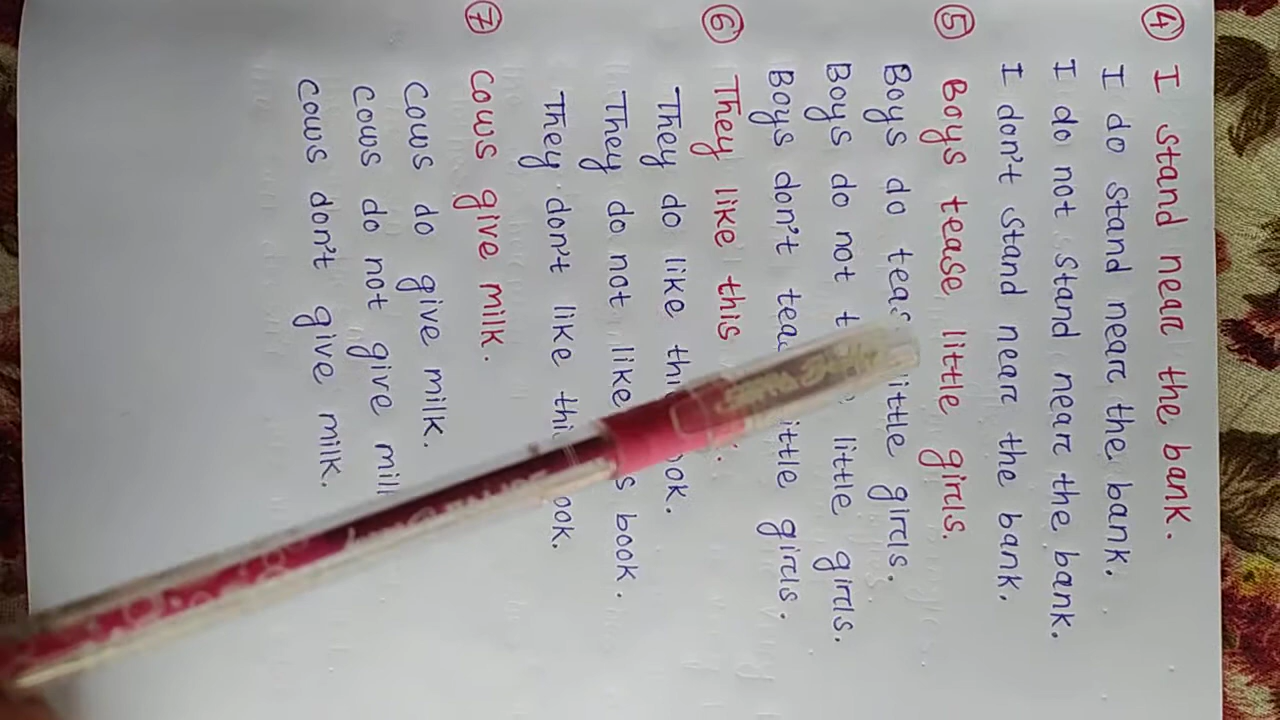 ④ I stand near the bank.
I do stand near the bank.
I do not stand near the bank.
I don't stand near the bank.
⑤ Boys tease little girls.
Boys do little girls.
Boys do not little girls.
Boys don't little girls.
⑥ They like this
They do like
They do not like book.
They don't like
⑦ Cows give milk.
Cows do give milk.
Cows do not give
Cows don't give milk.